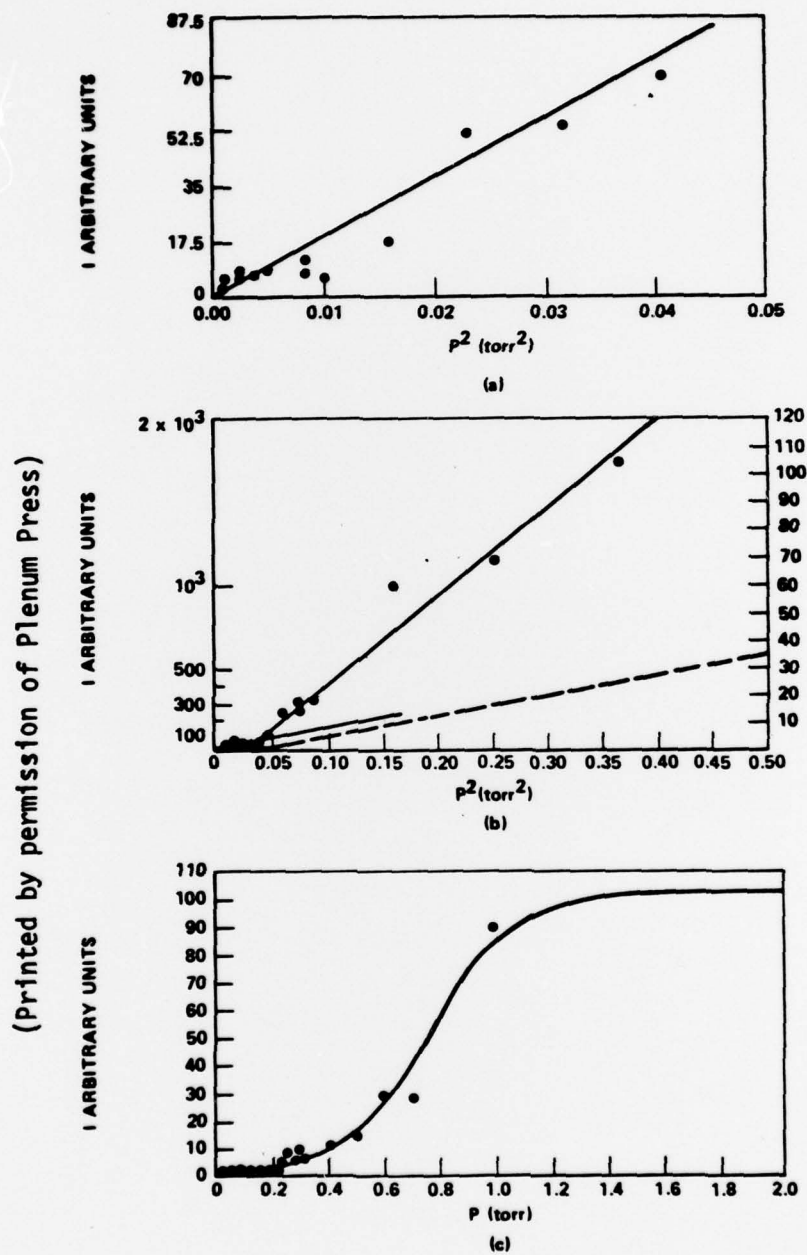 (Printed by permission of Plenum Press)
I ARBITRARY UNITS
87.5
70
52.5
35
17.5
0
0.00 0.01 0.02 0.03 0.04 0.05
P² (torr²)
(a)
I ARBITRARY UNITS
2 x 10³
10³
500
300
100
120
110
100
90
80
70
60
50
40
30
20
10
0 0.05 0.10 0.15 0.20 0.25 0.30 0.35 0.40 0.45 0.50
P²(torr²)
(b)
I ARBITRARY UNITS
110
100
90
80
70
60
50
40
30
20
10
0
0 0.2 0.4 0.6 0.8 1.0 1.2 1.4 1.6 1.8 2.0
P (torr)
(c)